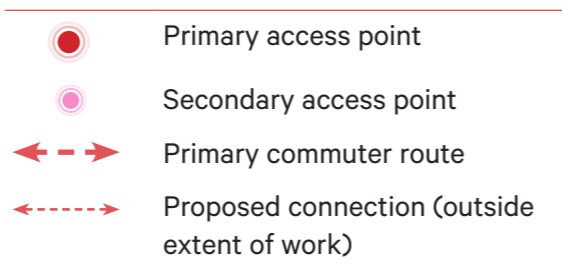 Primary access point
Secondary access point
Primary commuter route
Proposed connection (outside
extent of work)